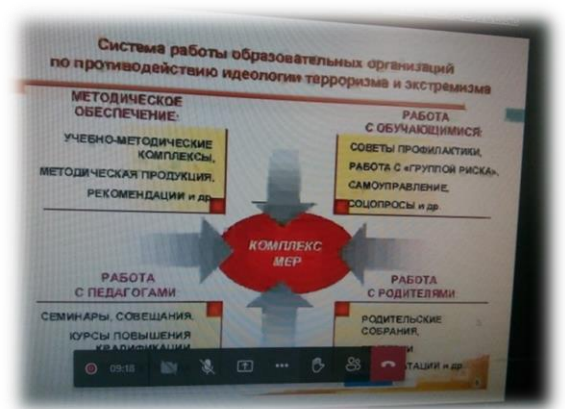 Система работы образовательных организаций
по противодействию идеологии терроризма и экстремизма
МЕТОДИЧЕСКОЕ
ОБЕСПЕЧЕНИЕ:
УЧЕБНО-МЕТОДИЧЕСКИЕ
КОМПЛЕКСЫ,
МЕТОДИЧЕСКАЯ ПРОДУКЦИЯ,
РЕКОМЕНДАЦИИ и др.
РАБОТА
С ОБУЧАЮЩИМИСЯ:
СОВЕТЫ ПРОФИЛАКТИКИ,
РАБОТА С «ГРУППОЙ РИСКА»,
САМОУПРАВЛЕНИЕ,
СОЦОПРОСЫ и др.
КОМПЛЕКС
МЕР
РАБОТА
С ПЕДАГОГАМИ
СЕМИНАРЫ, СОВЕЩАНИЯ,
КУРСЫ ПОВЫШЕНИЯ
КВАЛИФИКАЦИИ
РАБОТА
С РОДИТЕЛЯМИ
РОДИТЕЛЬСКИЕ
СОБРАНИЯ,
и др.
09:18